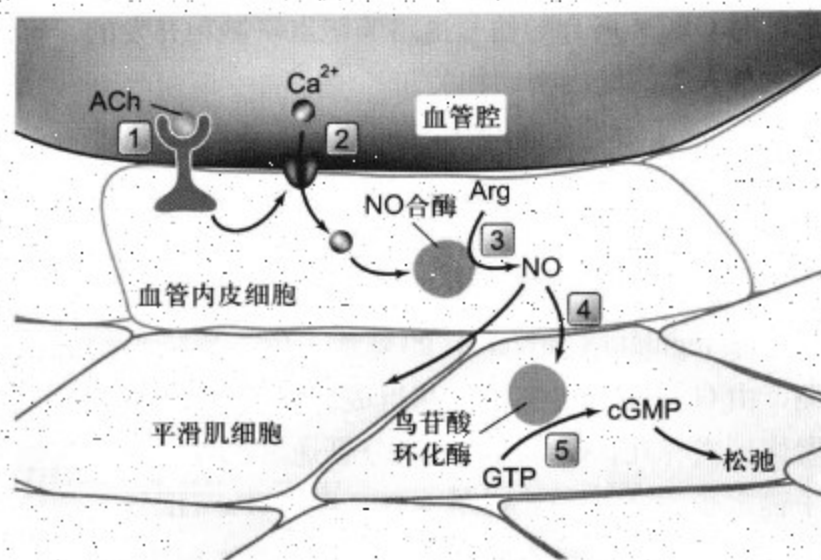 Ca²⁺
ACh
1
2
血管腔
Arg
NO合酶
3
NO
血管内皮细胞
4
平滑肌细胞
鸟苷酸
环化酶
cGMP
5
GTP
松弛